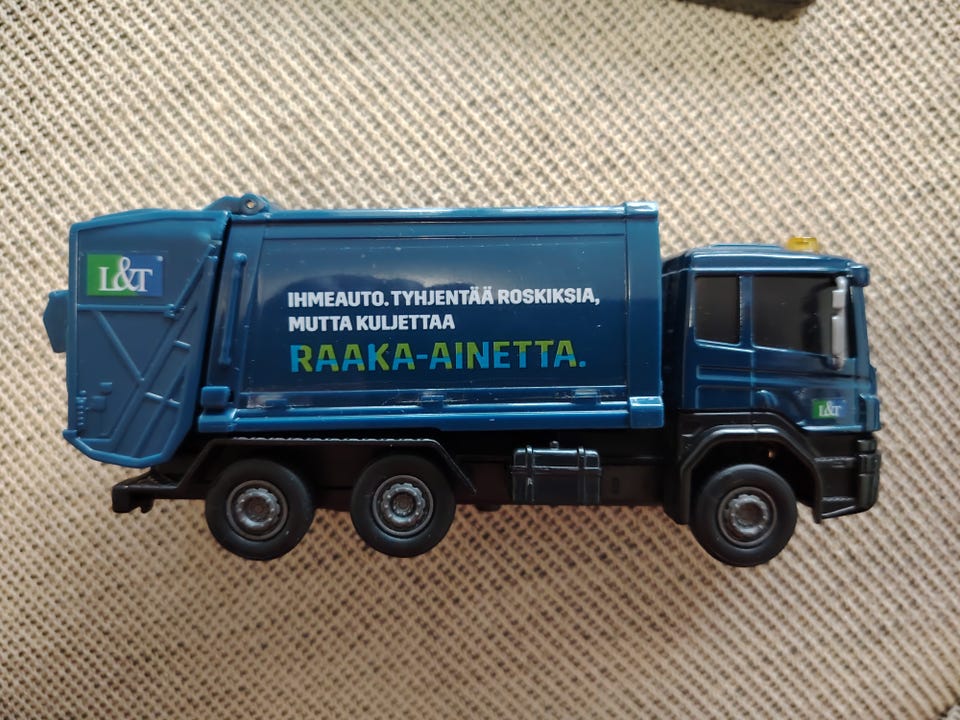 L&T
IHMEAUTO. TYHJENTÄÄ ROSKIKSIA,
MUTTA KULJETTAA
RAAKA-AINETTA.
L&T